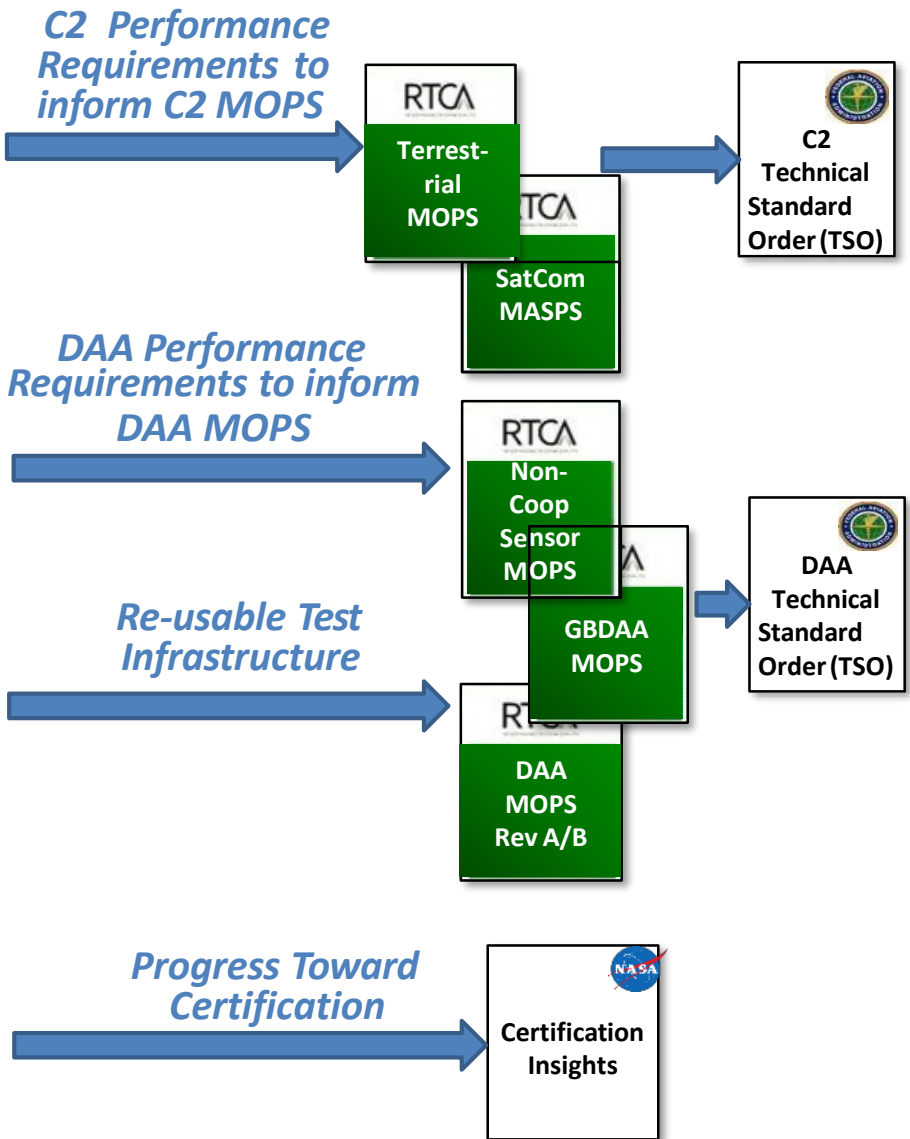 C2 Performance
Requirements to
inform C2 MOPS
RTCA
Terrest-
rial
MOPS
TCA
SatCom
MASPS
C2
Technical
Standard
Order (TSO)
DAA Performance
Requirements to inform
DAA MOPS
RTCA
Non-
Coop
Sensor
MOPS
A
GBDAA
MOPS
DAA
Technical
Standard
Order (TSO)
Re-usable Test
Infrastructure
RT
DAA
MOPS
Rev A/B
Progress Toward
Certification
NASA
Certification
Insights